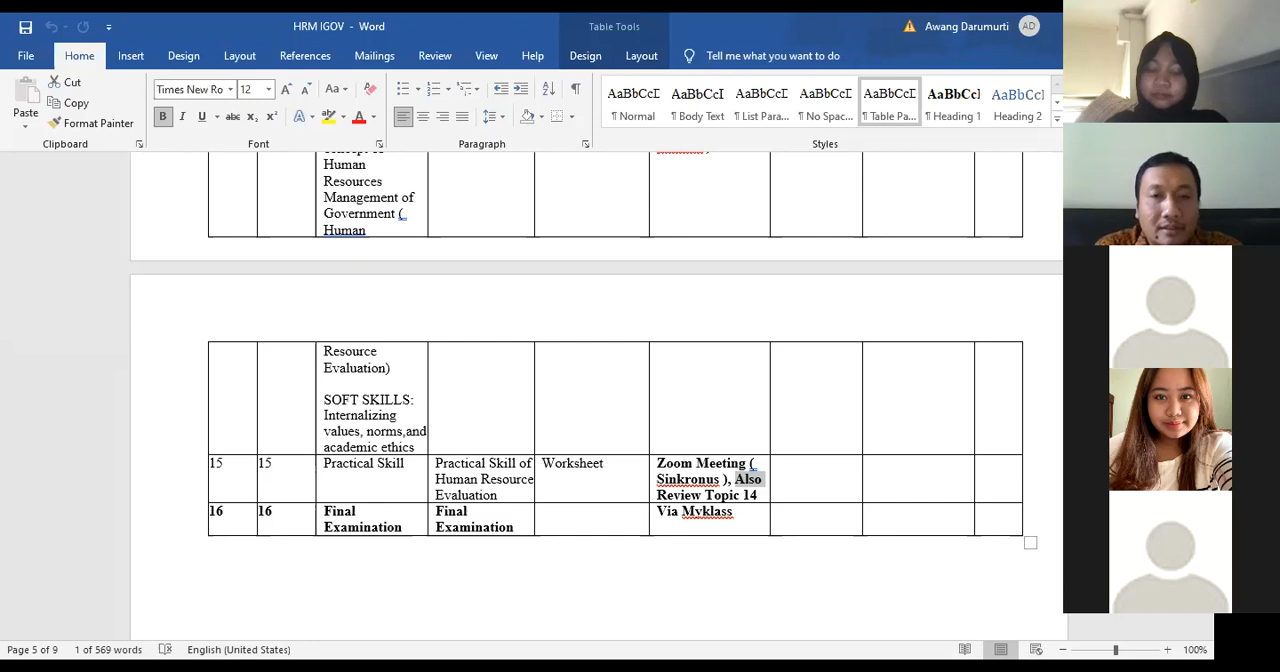 HRM IGOV - Word
Table Tools
Awang Darumurti
AD
File
Home
Insert
Design
Layout
References
Mailings
Review
View
Help
Design
Layout
Tell me what you want to do
Paste
Cut
Copy
Format Painter
Clipboard
Times New Ro
12
Font
Paragraph
AaBbCcI
¶ Normal
AaBbCcI
¶ Body Text
AaBbCcI
¶ List Para...
AaBbCcI
¶ No Spac...
AaBbCcI
¶ Table Pa...
AaBbCcI
¶ Heading 1
AaBbCcI
Heading 2
Styles
Human
Resources
Management of
Government (
Human
Resource
Evaluation)
SOFT SKILLS:
Internalizing
values, norms,and
academic ethics
15
15
Practical Skill
Practical Skill of
Human Resource
Evaluation
Worksheet
Zoom Meeting (
Sinkronus ), Also
Review Topic 14
16
16
Final
Examination
Final
Examination
Via Myklass
Page 5 of 9
1 of 569 words
English (United States)
100%